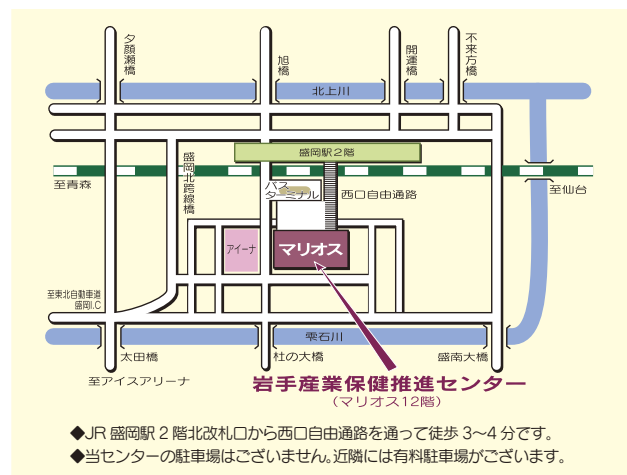 夕顔瀬橋
旭橋
開運橋
不来方橋
北上川
盛岡駅2階
盛岡北跨線橋
至青森
バス
ターミナル
西口自由通路
至仙台
アイーナ
マリオス
至東北自動車道
盛岡I.C
雫石川
太田橋
杜の大橋
盛南大橋
至アイスアリーナ
岩手産業保健推進センター
(マリオス12階)
◆JR盛岡駅2階北改札口から西口自由通路を通って徒歩3〜4分です。
◆当センターの駐車場はございません。近隣には有料駐車場がございます。